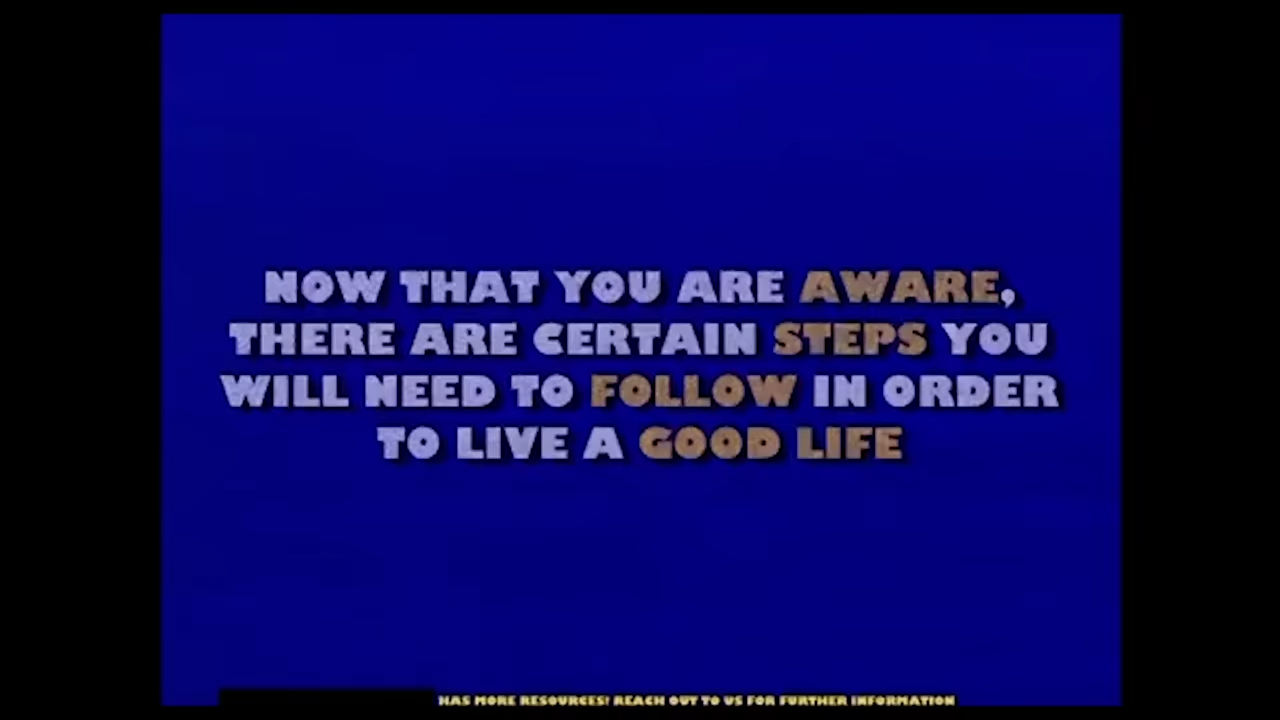 NOW THAT YOU ARE AWARE,
THERE ARE CERTAIN STEPS YOU
WILL NEED TO FOLLOW IN ORDER
TO LIVE A GOOD LIFE
HAS MORE RESOURCES! REACH OUT TO US FOR FURTHER INFORMATION